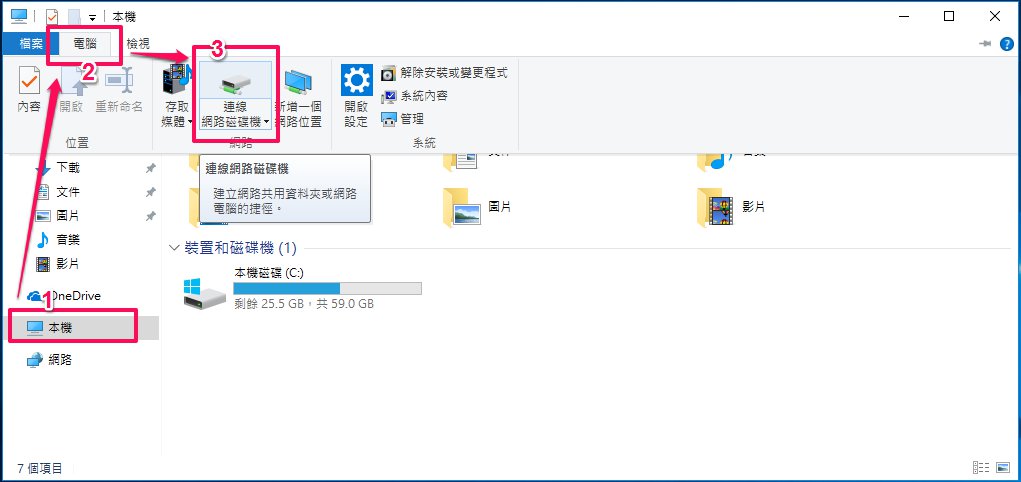 本機
檔案
電腦
檢視
3
2
內容
開啟
重新命名
存取
媒體
連線
網路磁碟機
新增一個
網路位置
開啟
設定
解除安裝或變更程式
系統內容
管理
位置
網路
系統
連線網路磁碟機
建立網路共用資料夾或網路
電腦的捷徑。
下載
文件
圖片
音樂
影片
OneDrive
1
本機
網路
文件
音樂
圖片
影片
裝置和磁碟機 (1)
本機磁碟 (C:)
剩餘 25.5 GB，共 59.0 GB
7 個項目